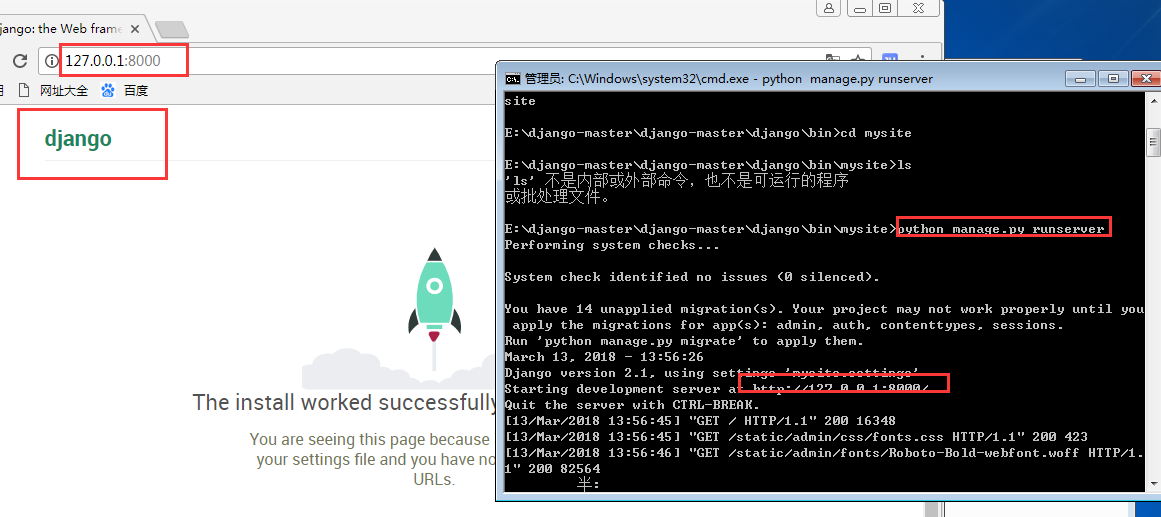 jango: the Web frame
127.0.0.1:8000
网址大全
百度
django
The install worked successfully
You are seeing this page because
your settings file and you have no
URLs.
管理员: C:\Windows\system32\cmd.exe - python  manage.py runserver
site
E:\django-master\django-master\django\bin>cd mysite
E:\django-master\django-master\django\bin\mysite>ls
'ls' 不是内部或外部命令，也不是可运行的程序
或批处理文件。
E:\django-master\django-master\django\bin\mysite>python manage.py runserver
Performing system checks...
System check identified no issues (0 silenced).
You have 14 unapplied migration(s). Your project may not work properly until you
 apply the migrations for app(s): admin, auth, contenttypes, sessions.
Run 'python manage.py migrate' to apply them.
March 13, 2018 - 13:56:26
Django version 2.1, using settings 'mysite.settings'
Starting development server at http://127.0.0.1:8000/
Quit the server with CTRL-BREAK.
[13/Mar/2018 13:56:45] "GET / HTTP/1.1" 200 16348
[13/Mar/2018 13:56:45] "GET /static/admin/css/fonts.css HTTP/1.1" 200 423
[13/Mar/2018 13:56:46] "GET /static/admin/fonts/Roboto-Bold-webfont.woff HTTP/1.
1" 200 82564
半: